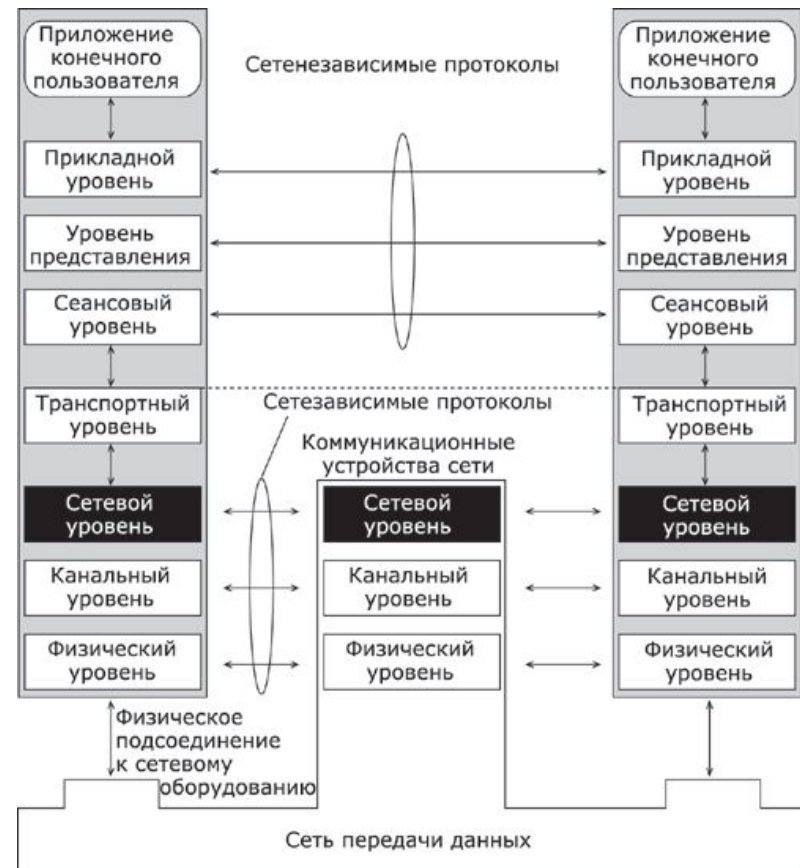 Приложение
конечного
пользователя
Сетенезависимые протоколы
Приложение
конечного
пользователя
Прикладной
уровень
Прикладной
уровень
Уровень
представления
Уровень
представления
Сеансовый
уровень
Сеансовый
уровень
Транспортный
уровень
Сетезависимые протоколы
Транспортный
уровень
Коммуникационные
устройства сети
Сетевой
уровень
Сетевой
уровень
Сетевой
уровень
Канальный
уровень
Канальный
уровень
Канальный
уровень
Физический
уровень
Физический
уровень
Физический
уровень
Физическое
подсоединение
к сетевому
оборудованию
Сеть передачи данных